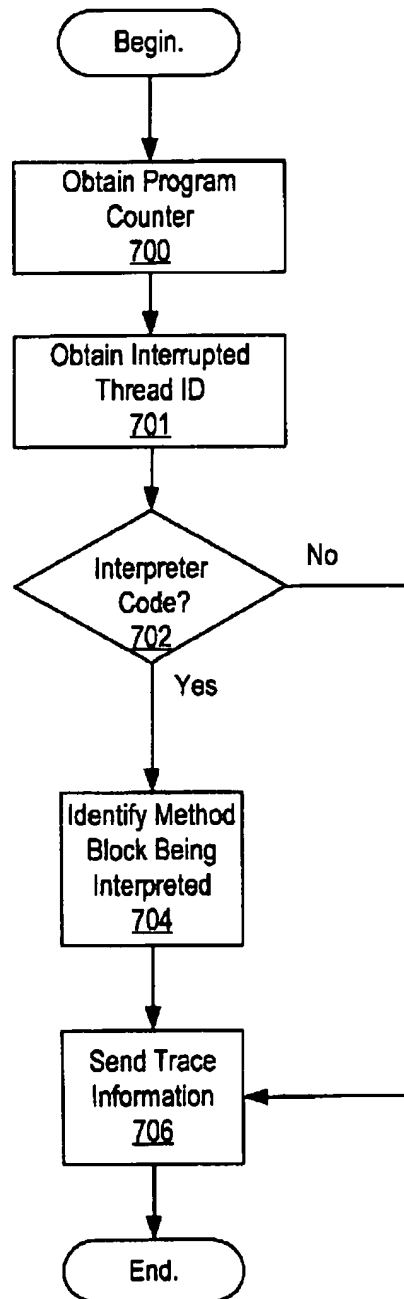 Begin.
Obtain Program
Counter
700
Obtain Interrupted
Thread ID
701
Interpreter
Code?
702
No
Yes
Identify Method
Block Being
Interpreted
704
Send Trace
Information
706
End.